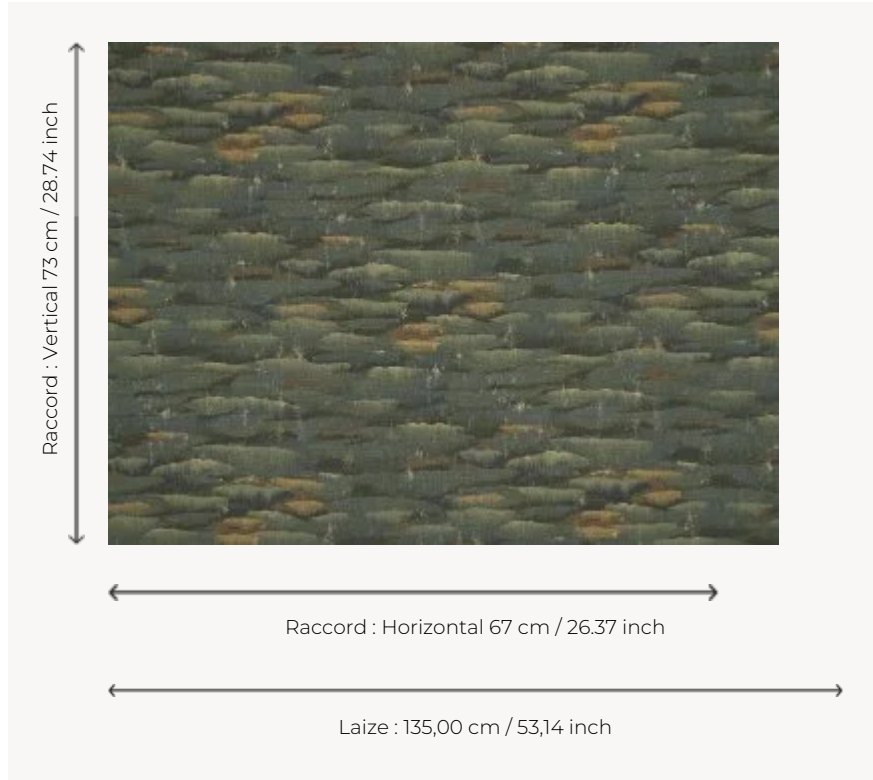 Raccord : Vertical 73 cm / 28.74 inch
Raccord : Horizontal 67 cm / 26.37 inch
Laize : 135,00 cm / 53,14 inch